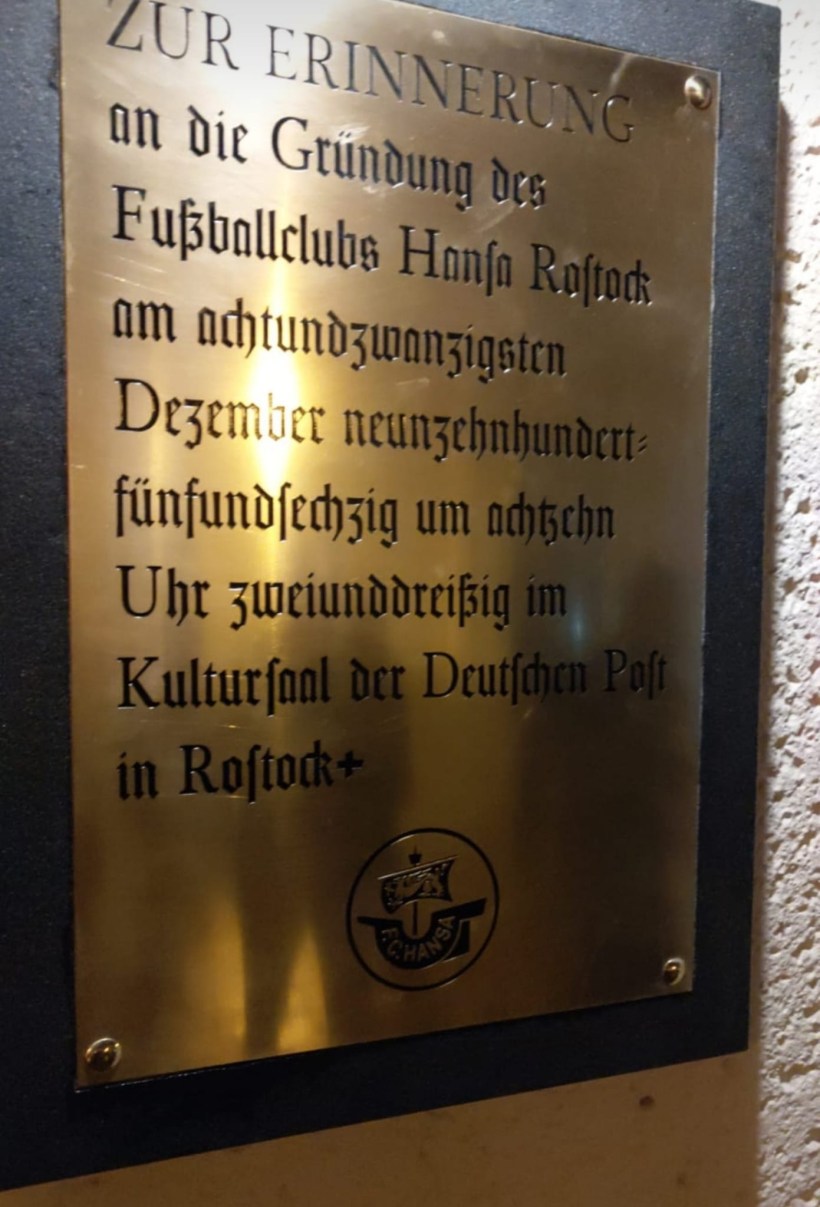 ZUR ERINNERUNG
an die Gründung des
Fußballclubs Hanſa Roſtock
am achtundzwanzigsten
Dezember neunzehnhundert⸗
fünfundſechzig um achtzehn
Uhr zweiunddreißig im
Kulturſaal der Deutſchen Poſt
in Roſtock+
F.C. HANSA